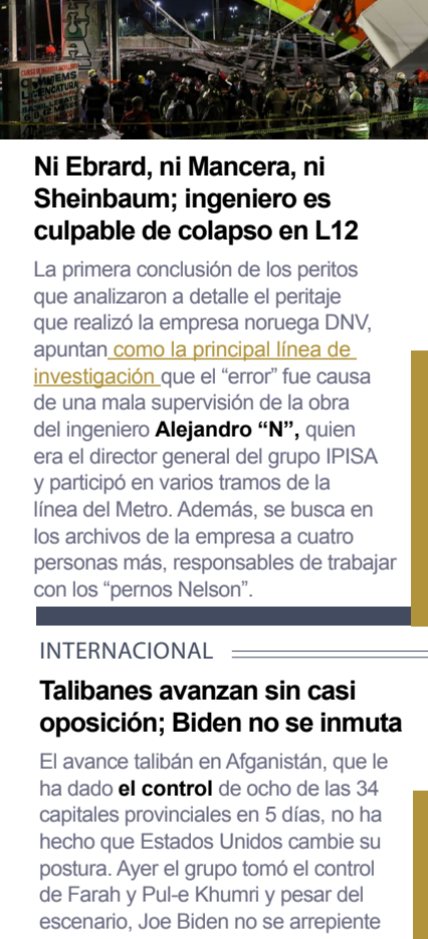 CONAEMS
LICENCIATURA
Ni Ebrard, ni Mancera, ni
Sheinbaum; ingeniero es
culpable de colapso en L12
La primera conclusión de los peritos
que analizaron a detalle el peritaje
que realizó la empresa noruega DNV,
apuntan como la principal línea de
investigación que el “error” fue causa
de una mala supervisión de la obra
del ingeniero Alejandro “N”, quien
era el director general del grupo IPISA
y participó en varios tramos de la
línea del Metro. Además, se busca en
los archivos de la empresa a cuatro
personas más, responsables de trabajar
con los “pernos Nelson”.
INTERNACIONAL
Talibanes avanzan sin casi
oposición; Biden no se inmuta
El avance talibán en Afganistán, que le
ha dado el control de ocho de las 34
capitales provinciales en 5 días, no ha
hecho que Estados Unidos cambie su
postura. Ayer el grupo tomó el control
de Farah y Pul-e Khumri y pesar del
escenario, Joe Biden no se arrepiente